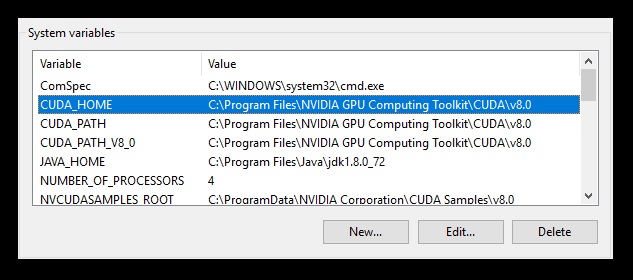 System variables
Variable Value
ComSpec C:\WINDOWS\system32\cmd.exe
CUDA_HOME C:\Program Files\NVIDIA GPU Computing Toolkit\CUDA\v8.0
CUDA_PATH C:\Program Files\NVIDIA GPU Computing Toolkit\CUDA\v8.0
CUDA_PATH_V8_0 C:\Program Files\NVIDIA GPU Computing Toolkit\CUDA\v8.0
JAVA_HOME C:\Program Files\Java\jdk1.8.0_72
NUMBER_OF_PROCESSORS 4
NVCUDASAMPLES_ROOT C:\ProgramData\NVIDIA Corporation\CUDA Samples\v8.0
New... Edit... Delete